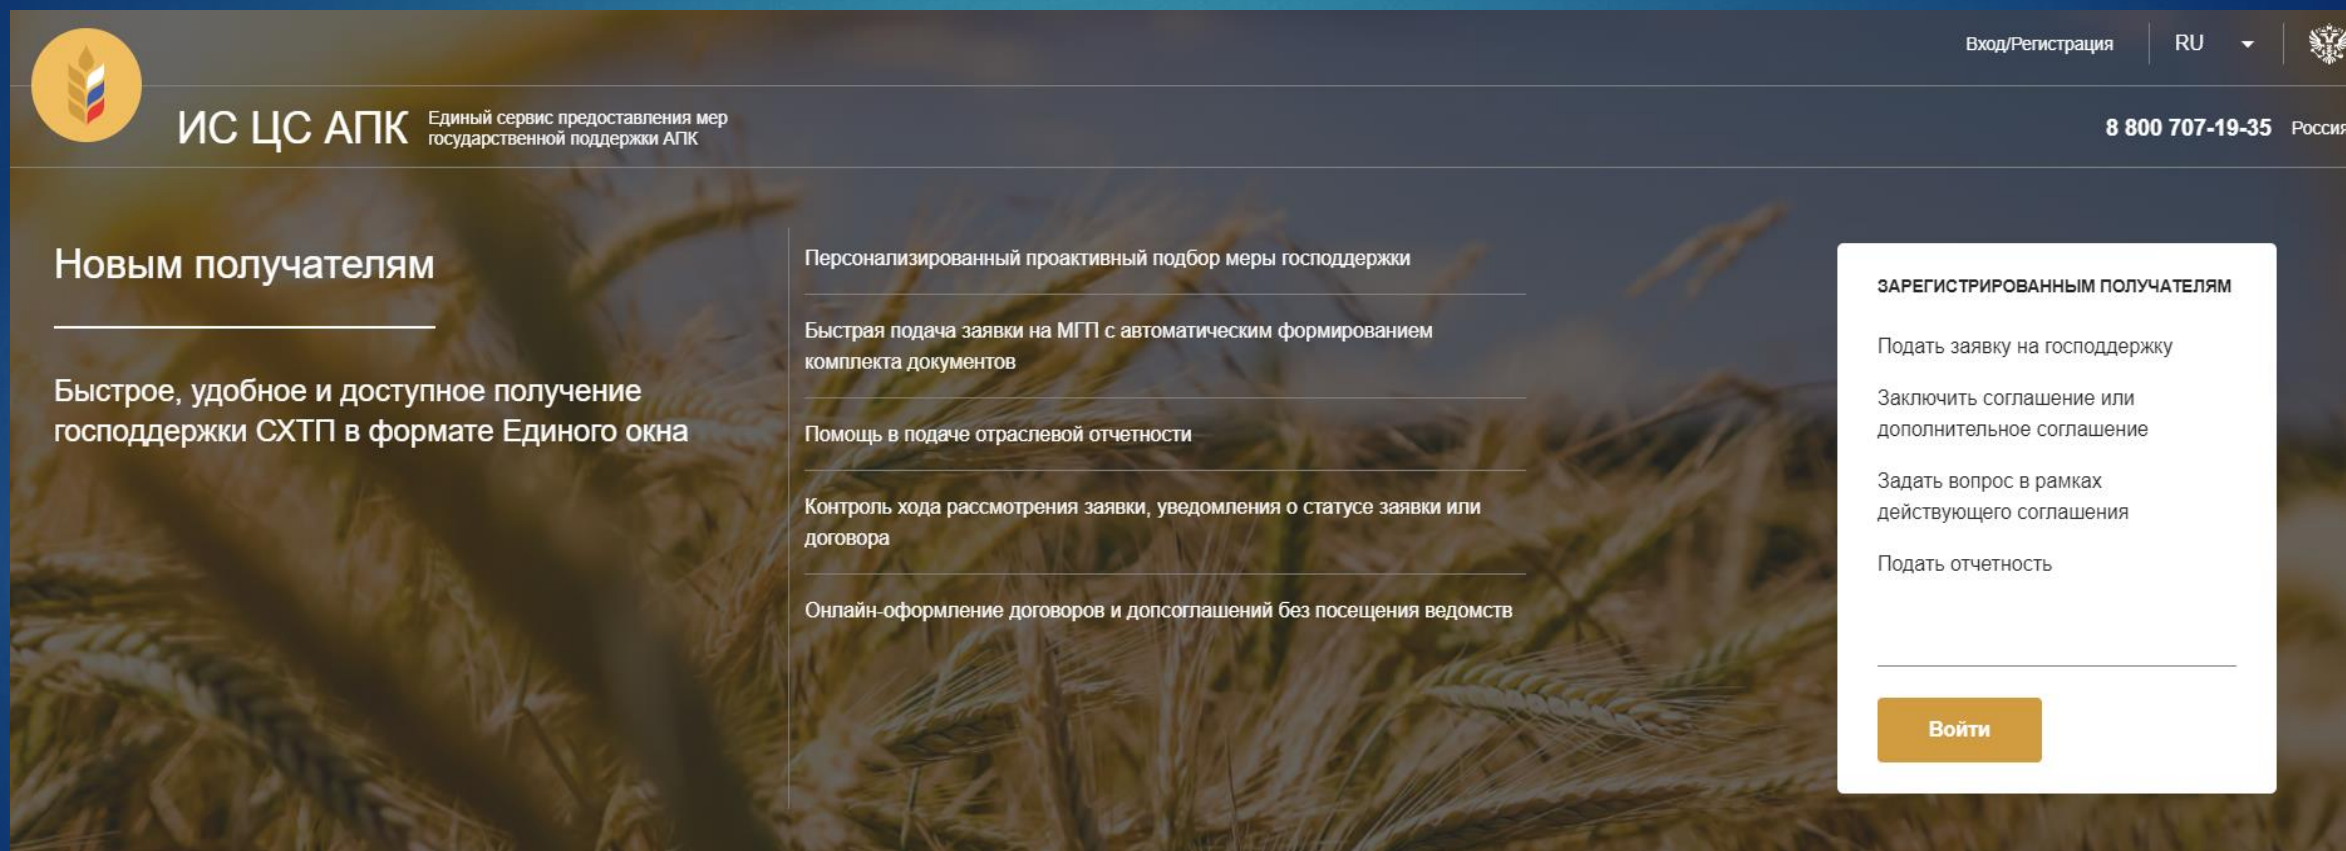 Вход/Регистрация
RU
ИС ЦС АПК
Единый сервис предоставления мер
государственной поддержки АПК
8 800 707-19-35
Россия
Новым получателям
Быстрое, удобное и доступное получение
господдержки СХТП в формате Единого окна
Персонализированный проактивный подбор меры господдержки
Быстрая подача заявки на МГП с автоматическим формированием
комплекта документов
Помощь в подаче отраслевой отчетности
Контроль хода рассмотрения заявки, уведомления о статусе заявки или
договора
Онлайн-оформление договоров и допсоглашений без посещения ведомств
ЗАРЕГИСТРИРОВАННЫМ ПОЛУЧАТЕЛЯМ
Подать заявку на господдержку
Заключить соглашение или
дополнительное соглашение
Задать вопрос в рамках
действующего соглашения
Подать отчетность
Войти